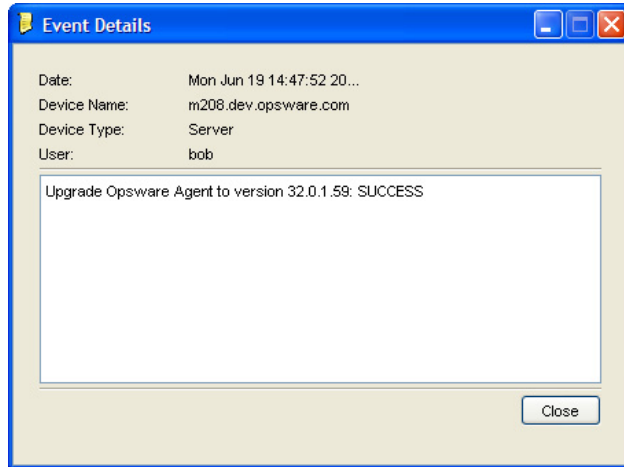 Event Details
Date: Mon Jun 19 14:47:52 20...
Device Name: m208.dev.opsware.com
Device Type: Server
User: bob
Upgrade Opsware Agent to version 32.0.1.59: SUCCESS
Close